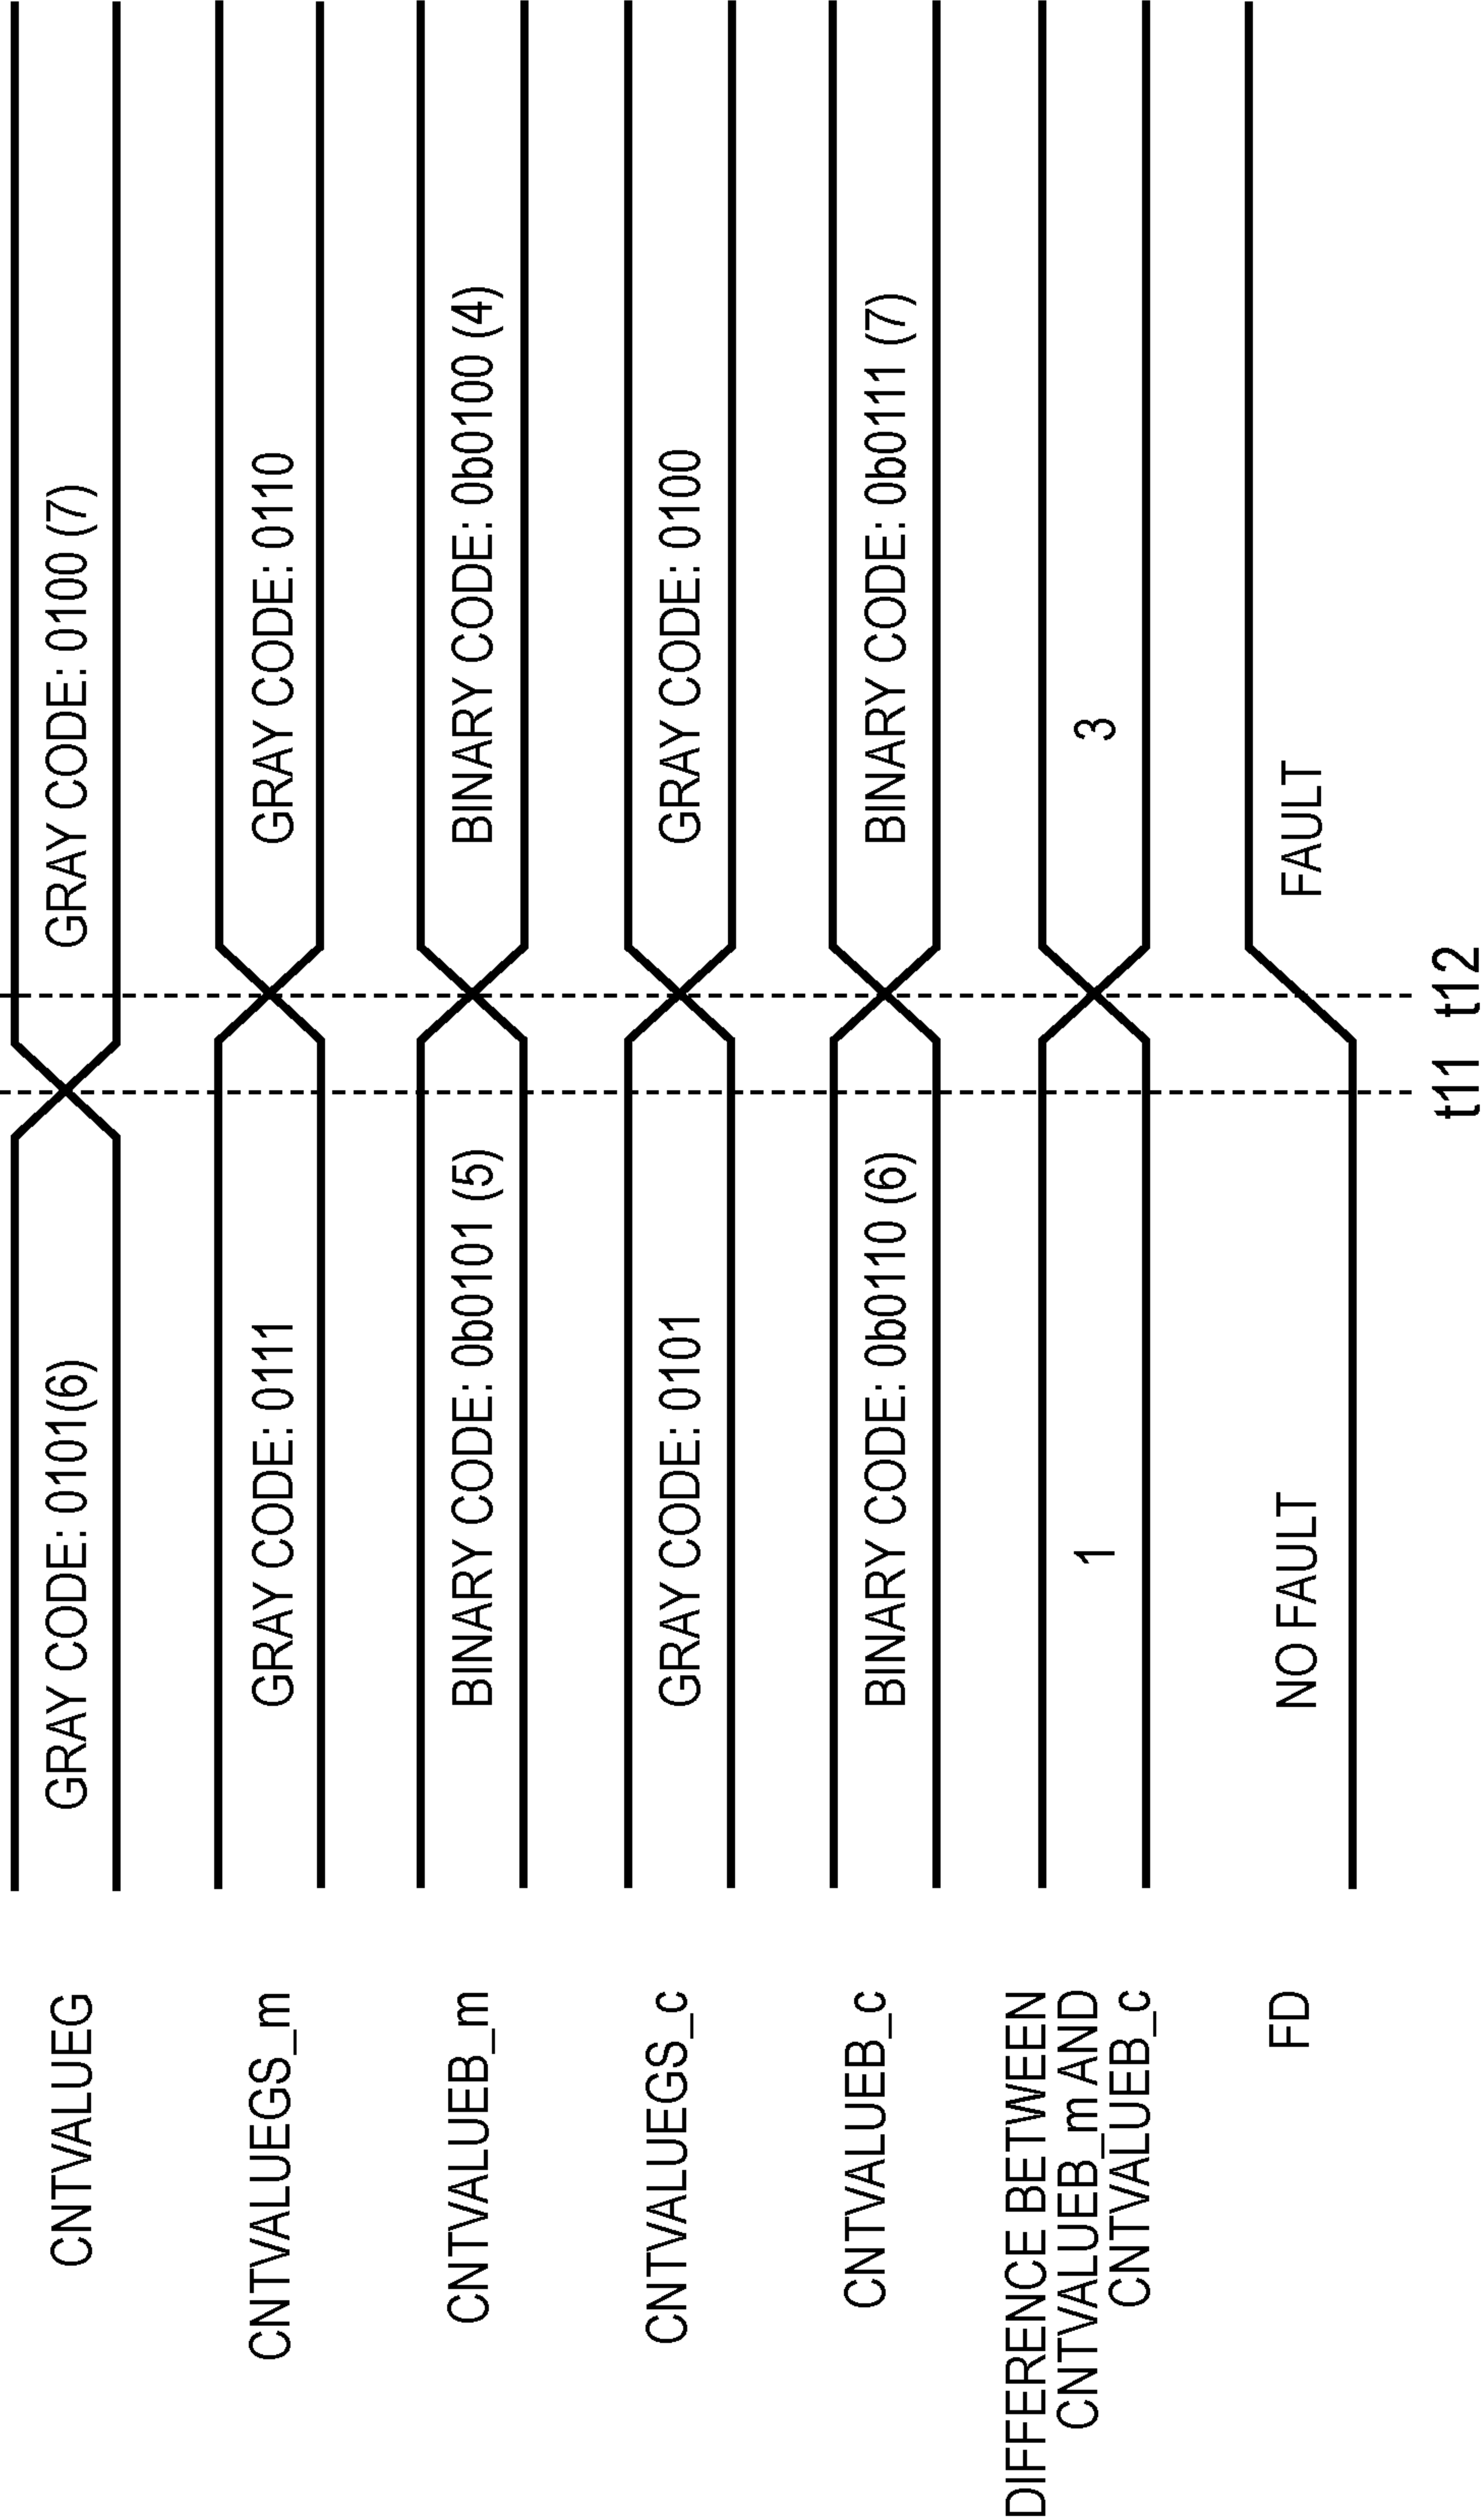 CNTVALUEG
GRAY CODE: 0101(6)
GRAY CODE: 0100 (7)
CNTVALUEGS_m
GRAY CODE: 0111
GRAY CODE: 0110
CNTVALUEB_m
BINARY CODE: 0b0101 (5)
BINARY CODE: 0b0100 (4)
CNTVALUEGS_c
GRAY CODE: 0101
GRAY CODE: 0100
CNTVALUEB_c
BINARY CODE: 0b0110 (6)
BINARY CODE: 0b0111 (7)
DIFFERENCE BETWEEN
CNTVALUEB_m AND
CNTVALUEB_c
1
3
FD
NO FAULT
FAULT
t11 t12